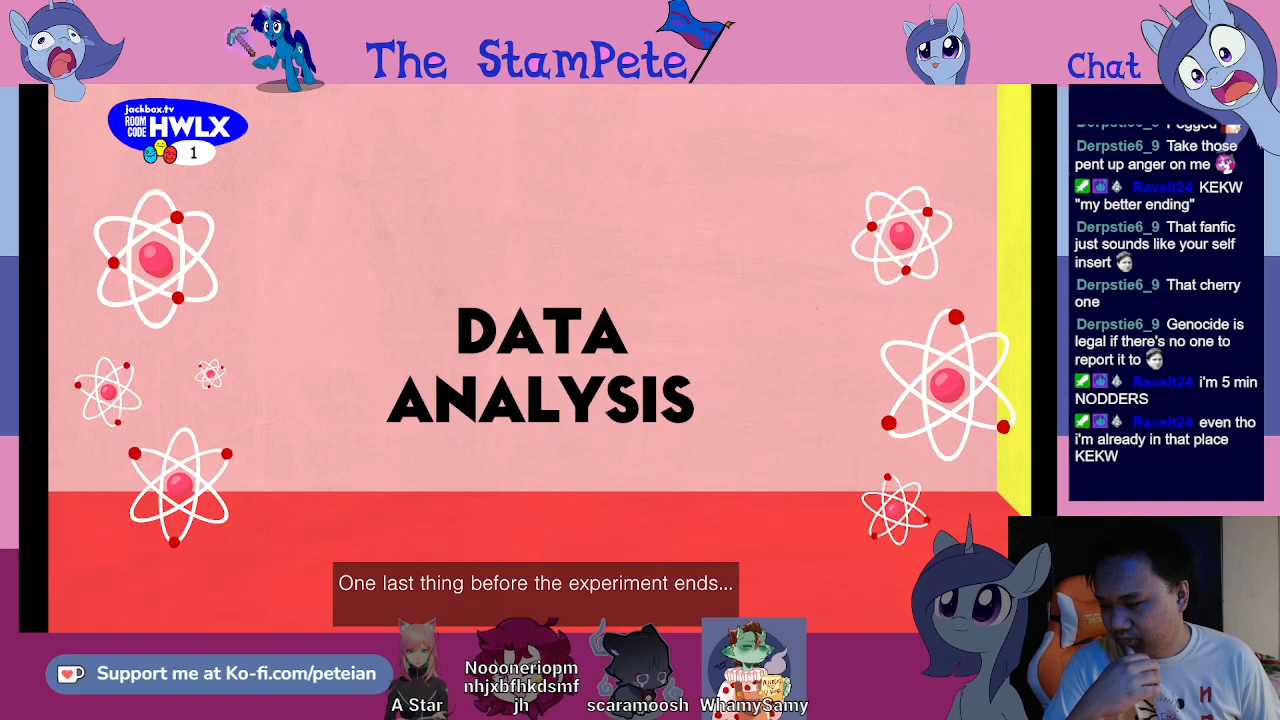 The StamPete
Chat
jackbox.tv
ROOM
CODE
HWLX
1
DATA
ANALYSIS
One last thing before the experiment ends...
Derpstie6_9 Pogged
Derpstie6_9 Take those
pent up anger on me
Ravelt24 KEKW
"my better ending"
Derpstie6_9 That fanfic
just sounds like your self
insert
Derpstie6_9 That cherry
one
Derpstie6_9 Genocide is
legal if there's no one to
report it to
Ravelt24 i'm 5 min
NODDERS
Ravelt24 even tho
i'm already in that place
KEKW
Support me at Ko-fi.com/peteian
A Star
Noooneriopm
nhjxbfhkdsmf
jh
scaramoosh
WhamySamy